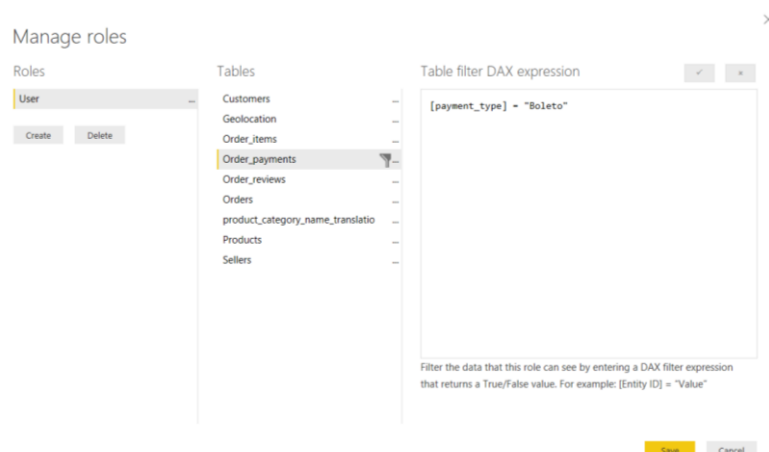 Manage roles
Roles
Tables
Table filter DAX expression
User
...
Create
Delete
Customers
...
Geolocation
...
Order_items
...
Order_payments
...
Order_reviews
...
Orders
...
product_category_name_translatio
...
Products
...
Sellers
...
[payment_type] = "Boleto"
Filter the data that this role can see by entering a DAX filter expression
that returns a True/False value. For example: [Entity ID] = "Value"
Save
Cancel